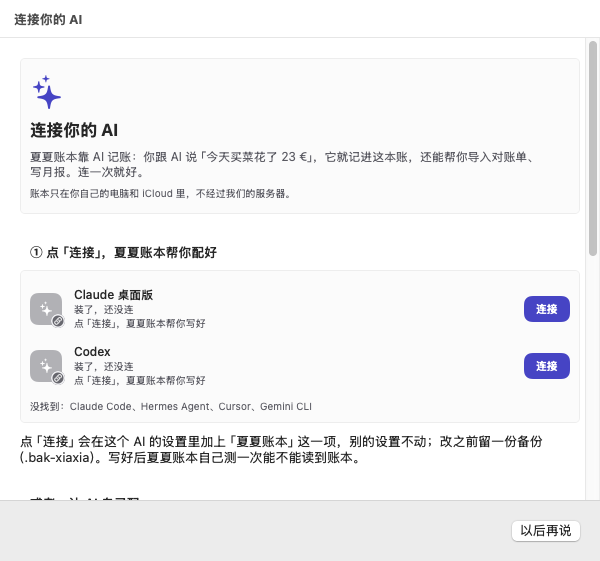 连接你的 AI
连接你的 AI
夏夏账本靠 AI 记账：你跟 AI 说「今天买菜花了 23 €」，它就记进这本账，还能帮你导入对账单、
写月报。连一次就好。
账本只在你自己的电脑和 iCloud 里，不经过我们的服务器。
① 点「连接」，夏夏账本帮你配好
Claude 桌面版
装了，还没连
点「连接」，夏夏账本帮你写好
连接
Codex
装了，还没连
点「连接」，夏夏账本帮你写好
连接
没找到：Claude Code、Hermes Agent、Cursor、Gemini CLI
点「连接」会在这个 AI 的设置里加上「夏夏账本」这一项，别的设置不动；改之前留一份备份
(.bak-xiaxia)。写好后夏夏账本自己测一次能不能读到账本。
以后再说